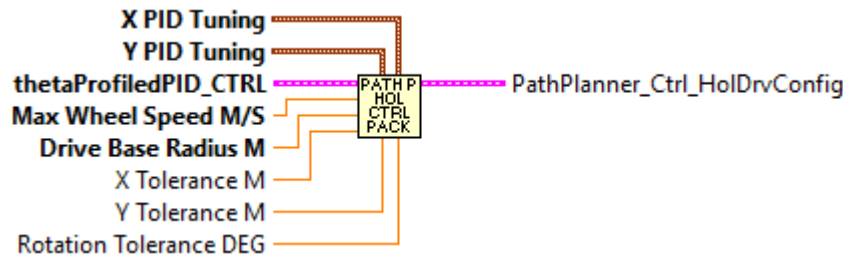 X PID Tuning
Y PID Tuning
thetaProfiledPID_CTRL
Max Wheel Speed M/S
Drive Base Radius M
X Tolerance M
Y Tolerance M
Rotation Tolerance DEG
PATH P
HOL
CTRL
PACK
PathPlanner_Ctrl_HolDrvConfig